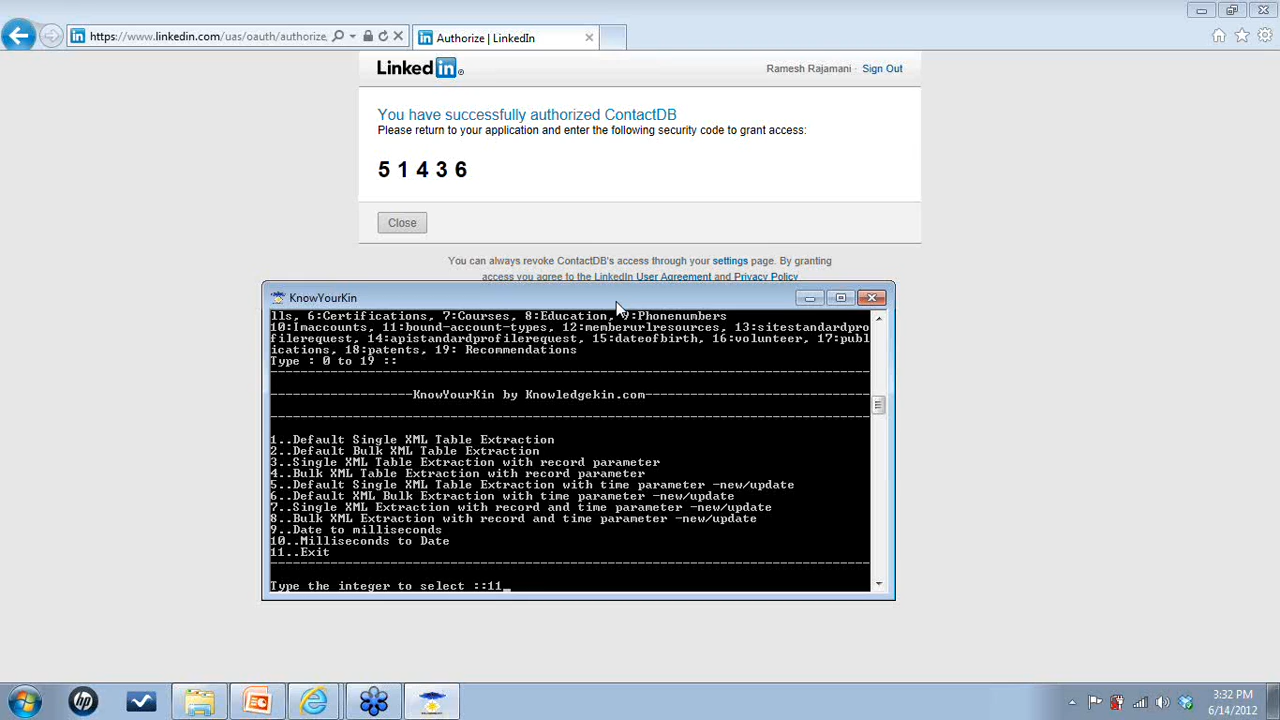 https://www.linkedin.com/uas/oauth/authorize
Authorize | LinkedIn
Linked in
Ramesh Rajamani · Sign Out
You have successfully authorized ContactDB
Please return to your application and enter the following security code to grant access:
5 1 4 3 6
Close
You can always revoke ContactDB's access through your settings page. By granting
access you agree to the LinkedIn User Agreement and Privacy Policy
KnowYourKin
lls, 6:Certifications, 7:Courses, 8:Education, 9:Phonenumbers
10:Imaccounts, 11:bound-account-types, 12:memberurlresources, 13:sitestandardpro
filerequest, 14:apistandardprofilerequest, 15:dateofbirth, 16:volunteer, 17:publ
ications, 18:patents, 19: Recommendations
Type : 0 to 19 ::
-------------------KnowYourKin by Knowledgekin.com------------------------------
1..Default Single XML Table Extraction
2..Default Bulk XML Table Extraction
3..Single XML Table Extraction with record parameter
4..Bulk XML Table Extraction with record parameter
5..Default Single XML Table Extraction with time parameter -new/update
6..Default XML Bulk Extraction with time parameter -new/update
7..Single XML Extraction with record and time parameter -new/update
8..Bulk XML Extraction with record and time parameter -new/update
9..Date to milliseconds
10..Milliseconds to Date
11..Exit
Type the integer to select ::11_
hp
3:32 PM
6/14/2012